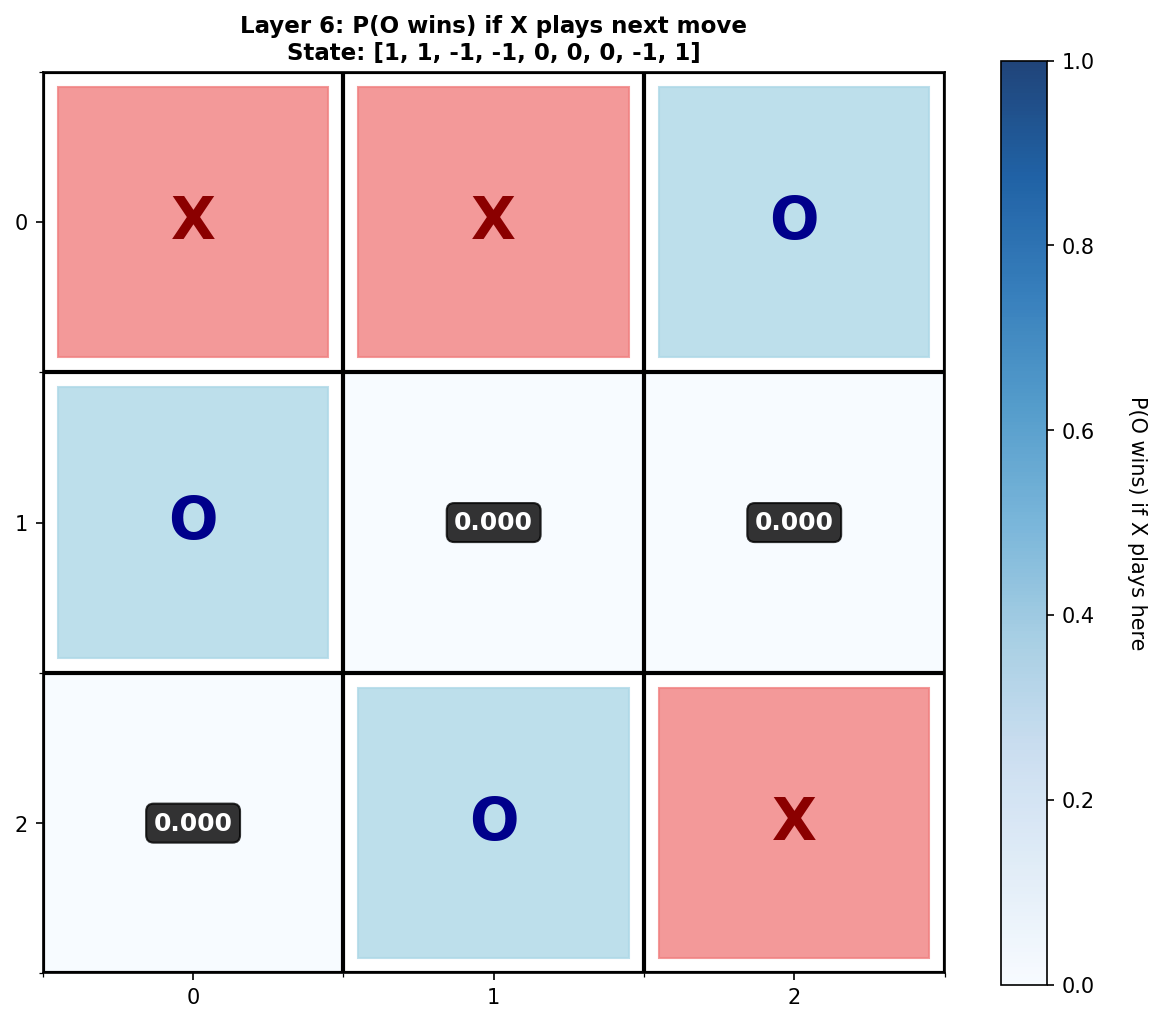 Layer 6: P(O wins) if X plays next move
State: [1, 1, -1, -1, 0, 0, 0, -1, 1]
0
X
X
O
1
O
0.000
0.000
2
0.000
O
X
0
1
2
1.0
0.8
0.6
0.4
0.2
0.0
P(O wins) if X plays here